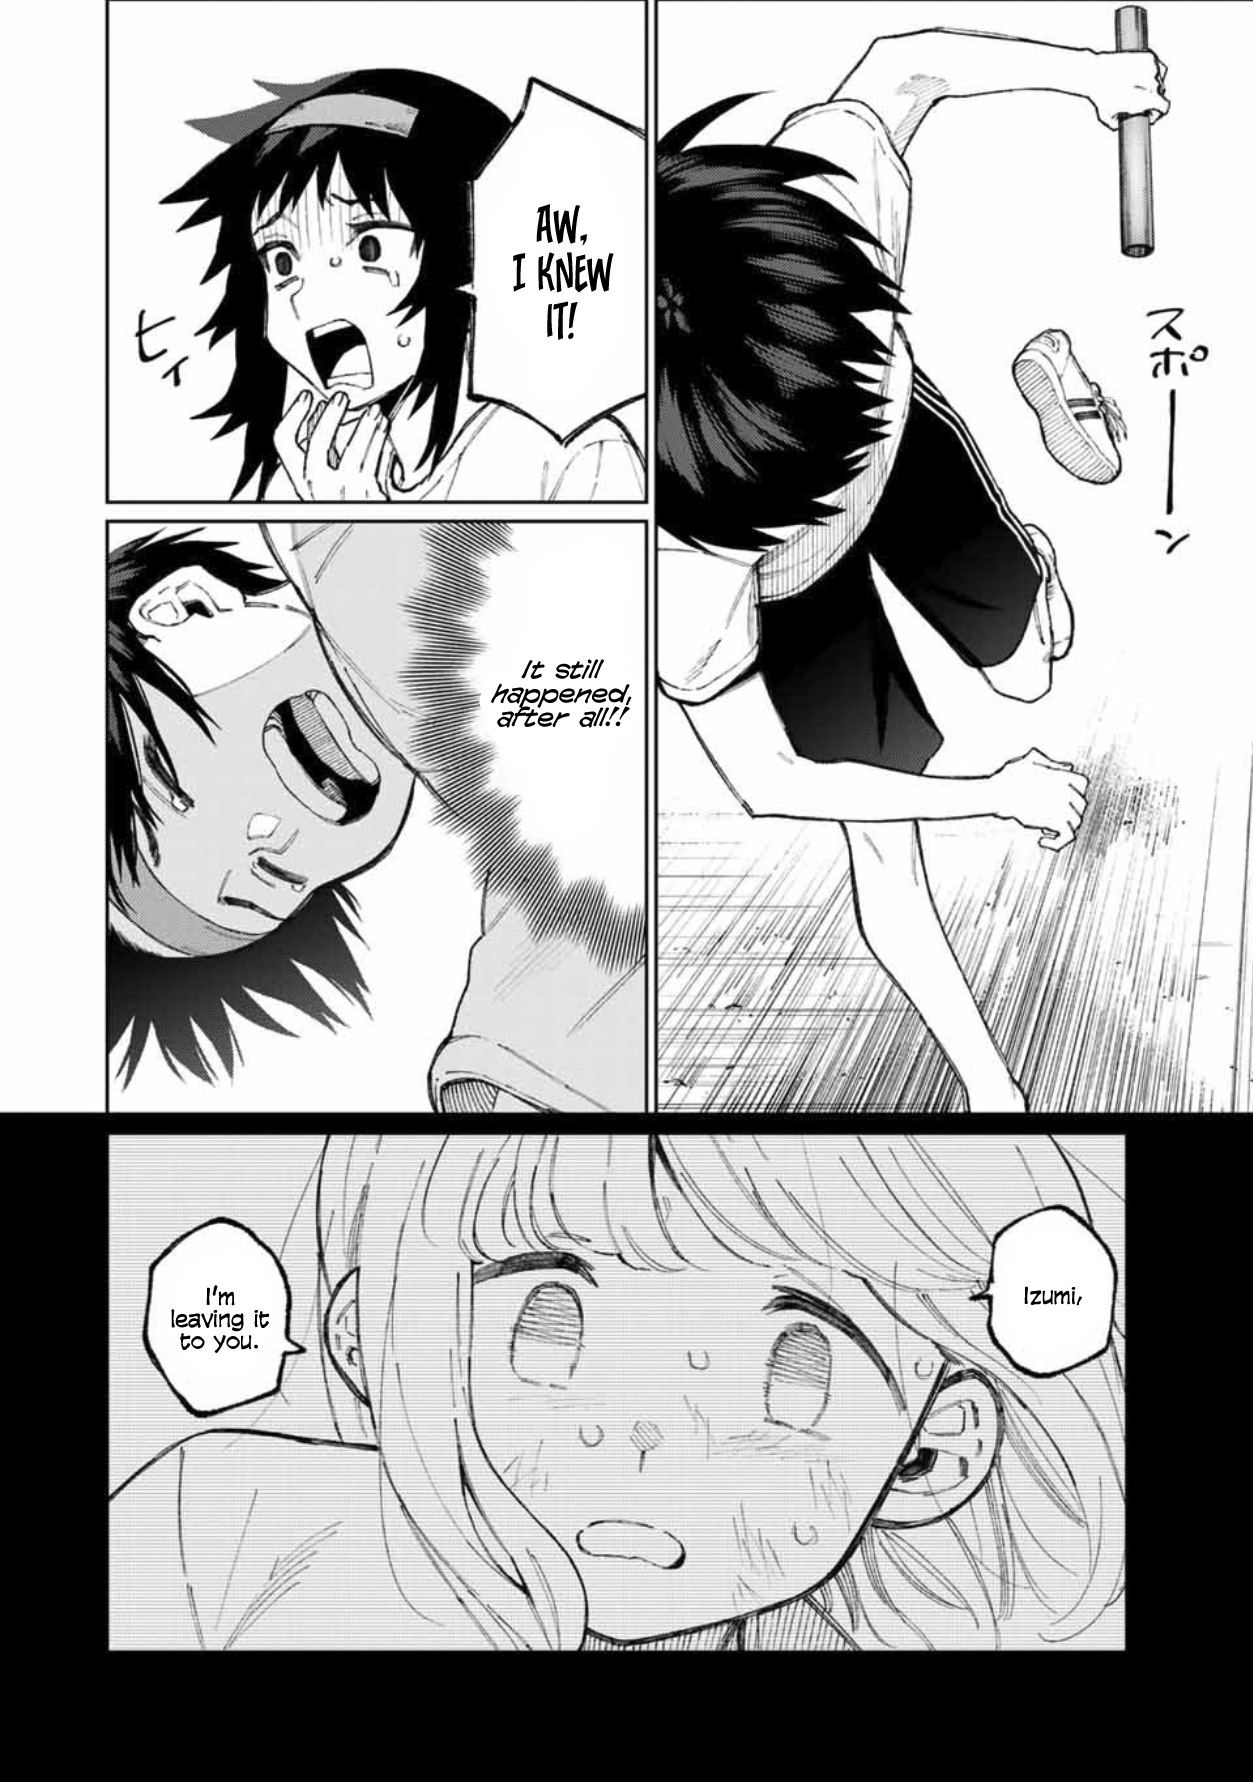 スポーン
AW,
I KNEW
IT!
ヒィ
It still
happened,
after all!!
Izumi,
I'm
leaving it
to you.